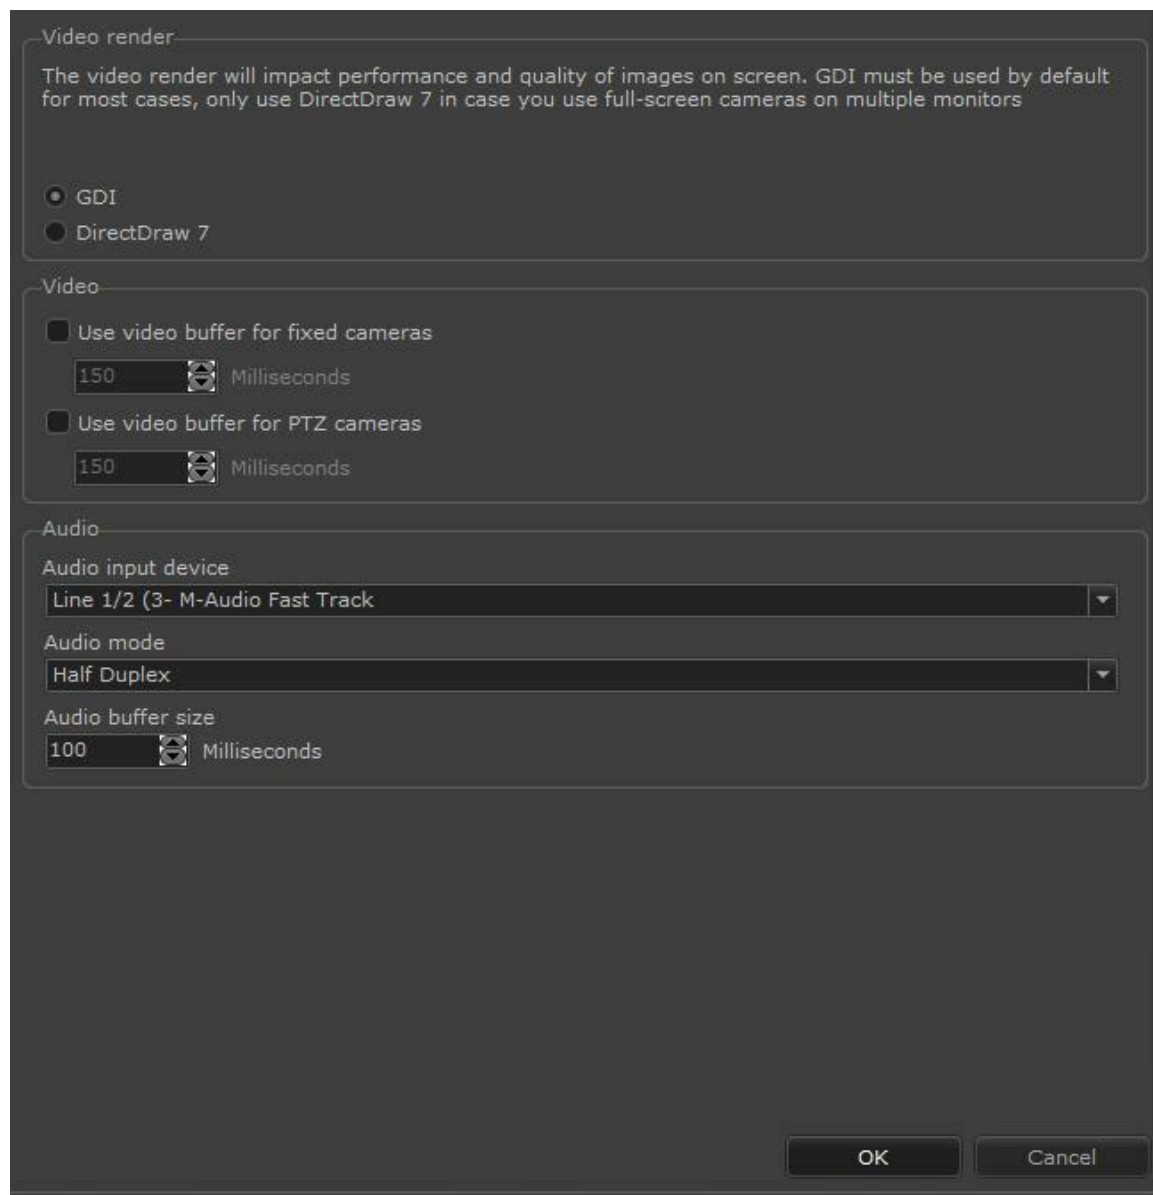 Video render
The video render will impact performance and quality of images on screen. GDI must be used by default
for most cases, only use DirectDraw 7 in case you use full-screen cameras on multiple monitors
GDI
DirectDraw 7
Video
Use video buffer for fixed cameras
150 Milliseconds
Use video buffer for PTZ cameras
150 Milliseconds
Audio
Audio input device
Line 1/2 (3- M-Audio Fast Track
Audio mode
Half Duplex
Audio buffer size
100 Milliseconds
OK Cancel